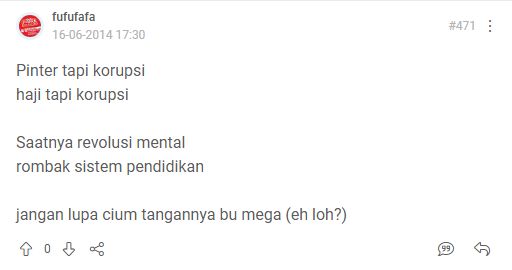 fufufafa
16-06-2014 17:30
#471
Pinter tapi korupsi
haji tapi korupsi
Saatnya revolusi mental
rombak sistem pendidikan
jangan lupa cium tangannya bu mega (eh loh?)
0